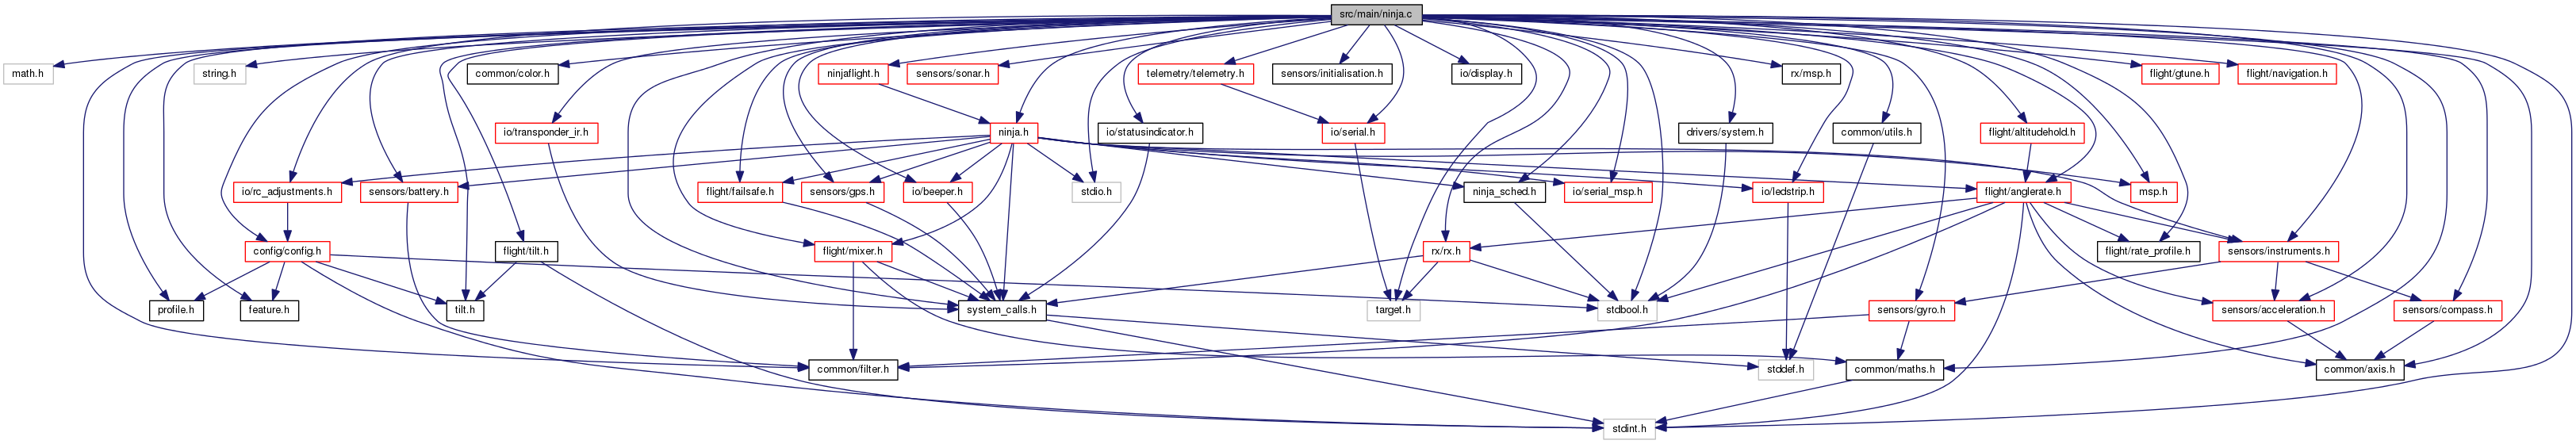 src/main/ninja.c
math.h
string.h
common/color.h
ninjaflight.h
sensors/sonar.h
telemetry/telemetry.h
sensors/initialisation.h
io/display.h
rx/msp.h
flight/gtune.h
flight/navigation.h
io/transponder_ir.h
ninja.h
io/statusindicator.h
io/serial.h
drivers/system.h
common/utils.h
flight/altitudehold.h
io/rc_adjustments.h
sensors/battery.h
flight/failsafe.h
sensors/gps.h
io/beeper.h
stdio.h
ninja_sched.h
io/serial_msp.h
io/ledstrip.h
flight/anglerate.h
msp.h
config/config.h
flight/tilt.h
flight/mixer.h
rx/rx.h
flight/rate_profile.h
sensors/instruments.h
profile.h
feature.h
tilt.h
system_calls.h
target.h
stdbool.h
sensors/gyro.h
sensors/acceleration.h
sensors/compass.h
common/filter.h
stddef.h
common/maths.h
common/axis.h
stdint.h